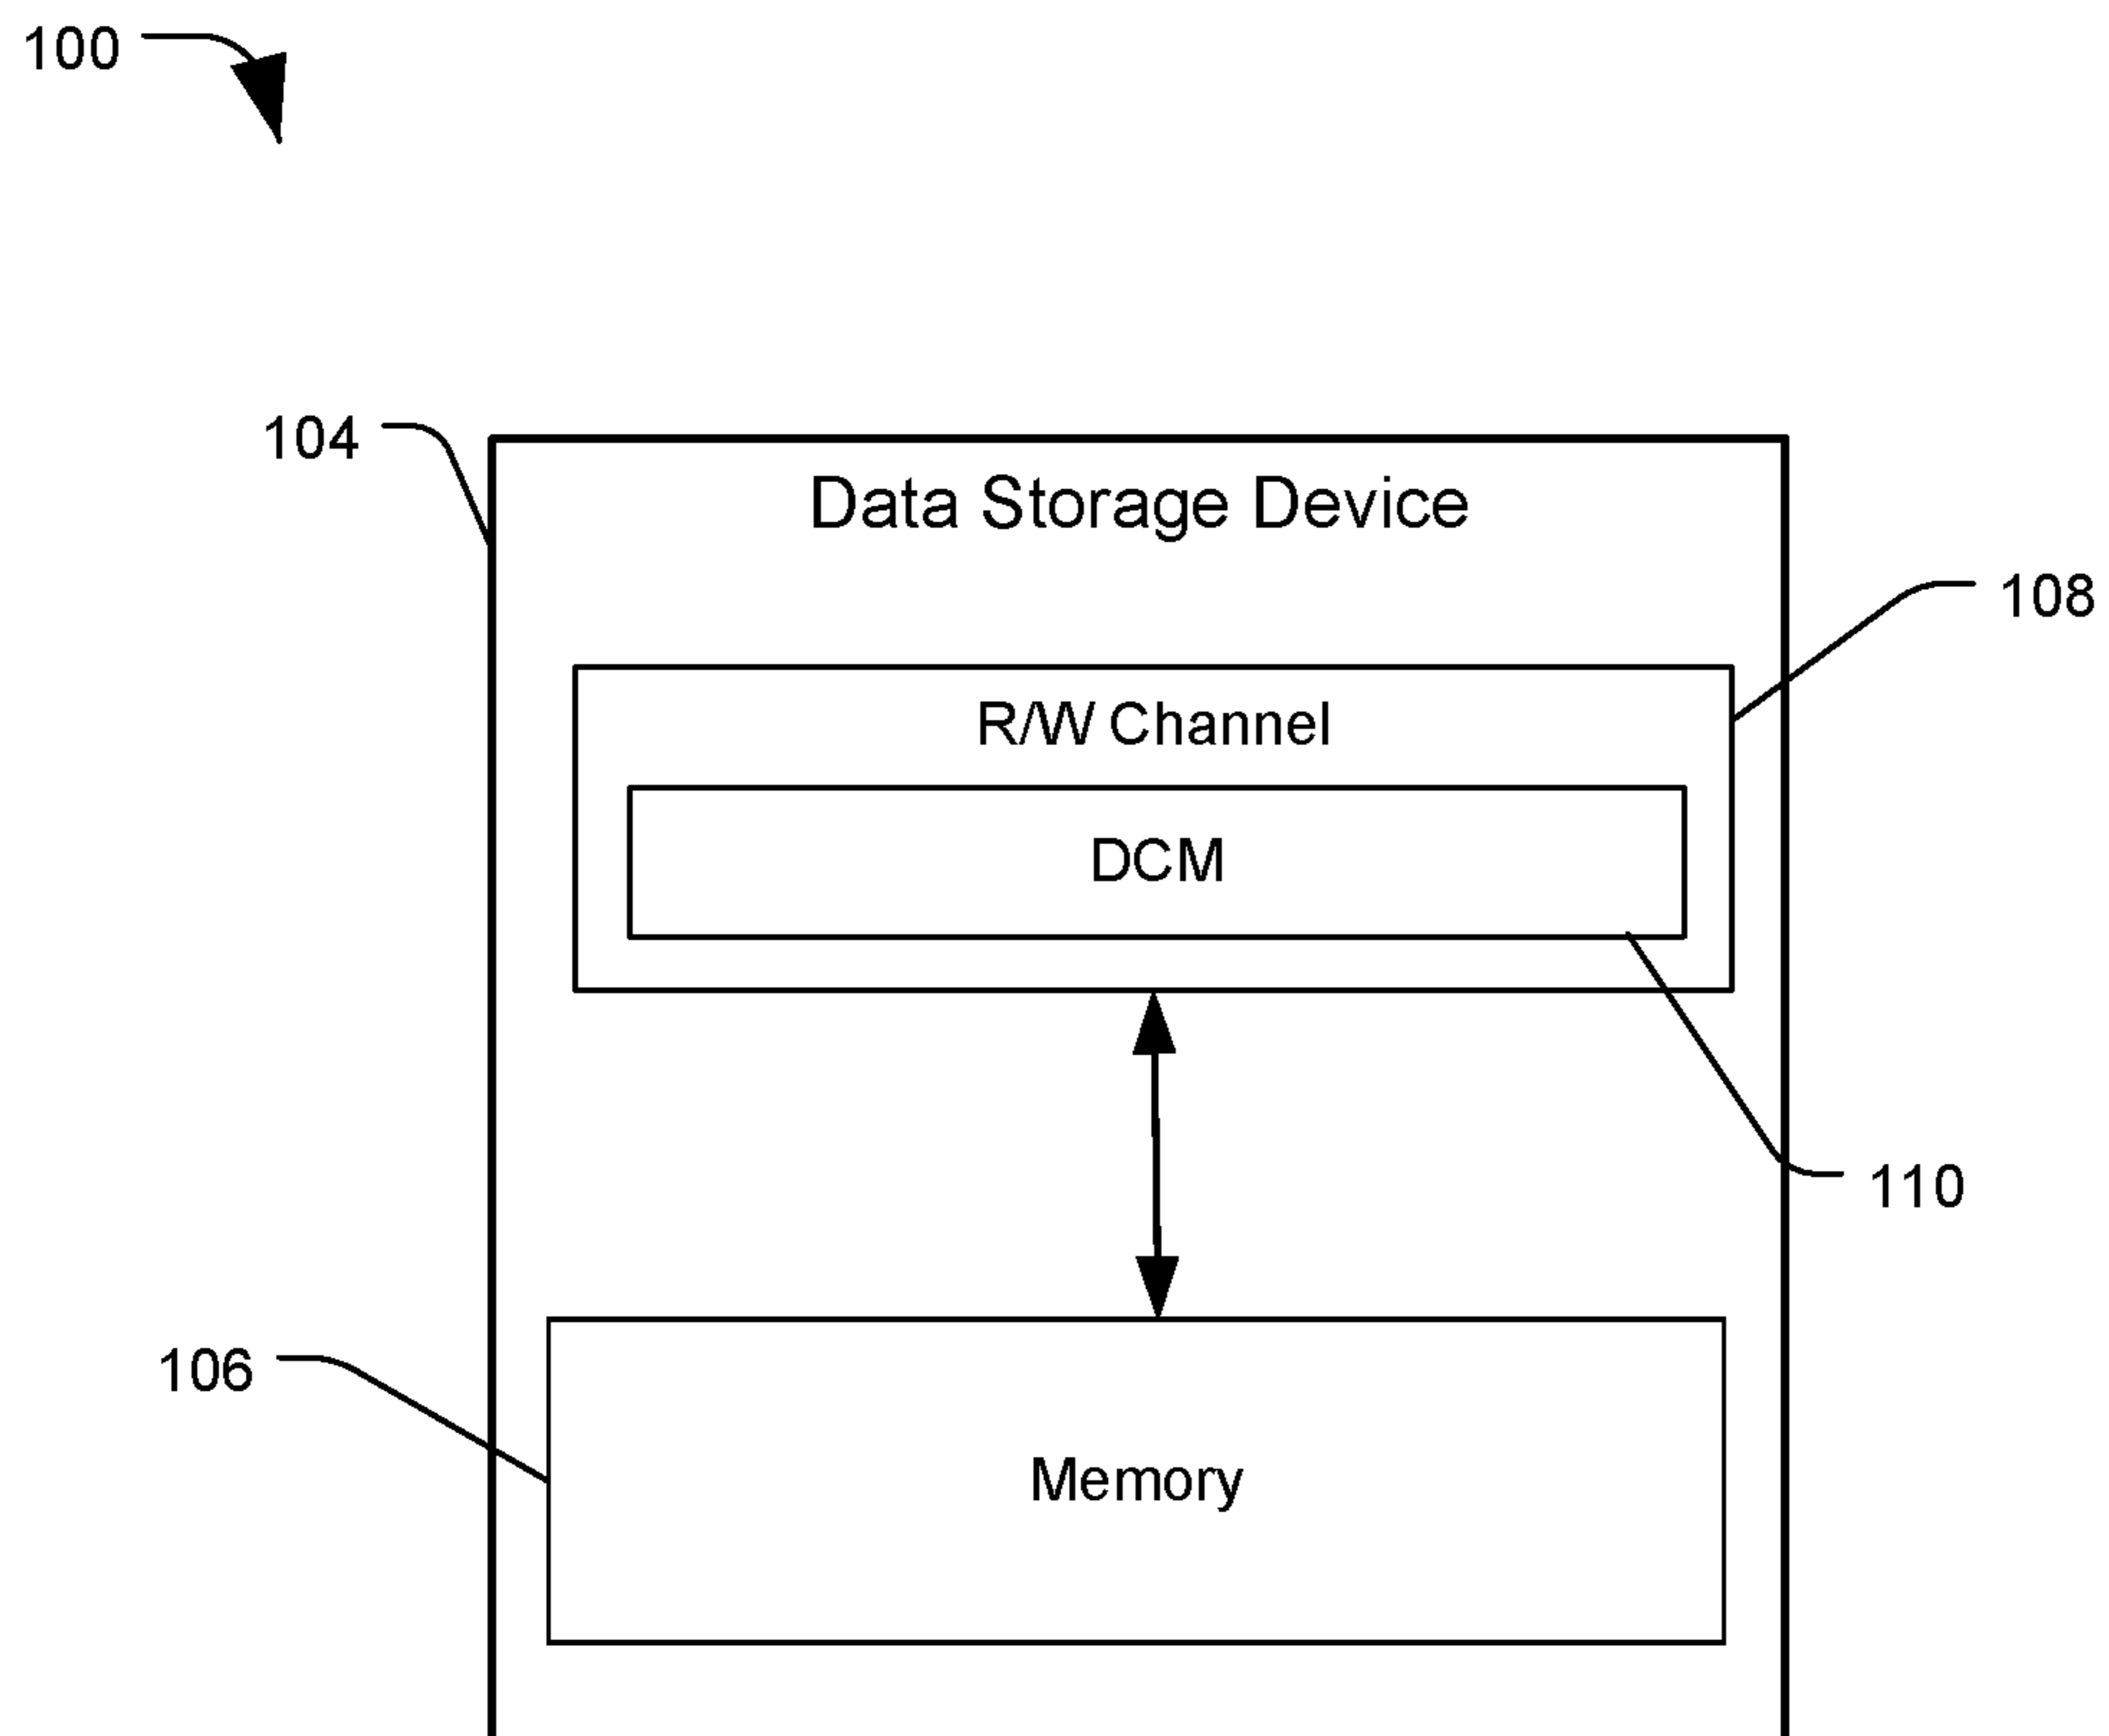 100
104
Data Storage Device
108
R/W Channel
DCM
110
106
Memory